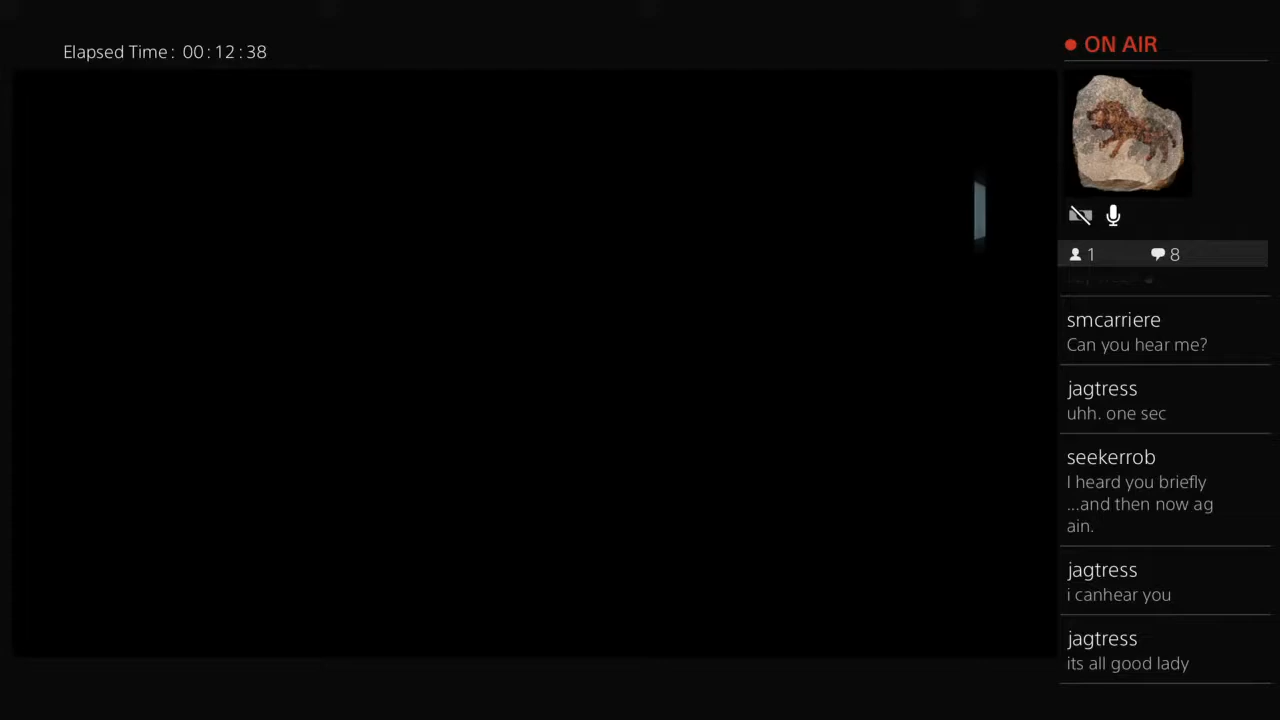 Elapsed Time: 00:12:38
ON AIR
1 8
smcarriere
Can you hear me?
jagtress
uhh. one sec
seekerrob
I heard you briefly
...and then now ag
ain.
jagtress
i canhear you
jagtress
its all good lady